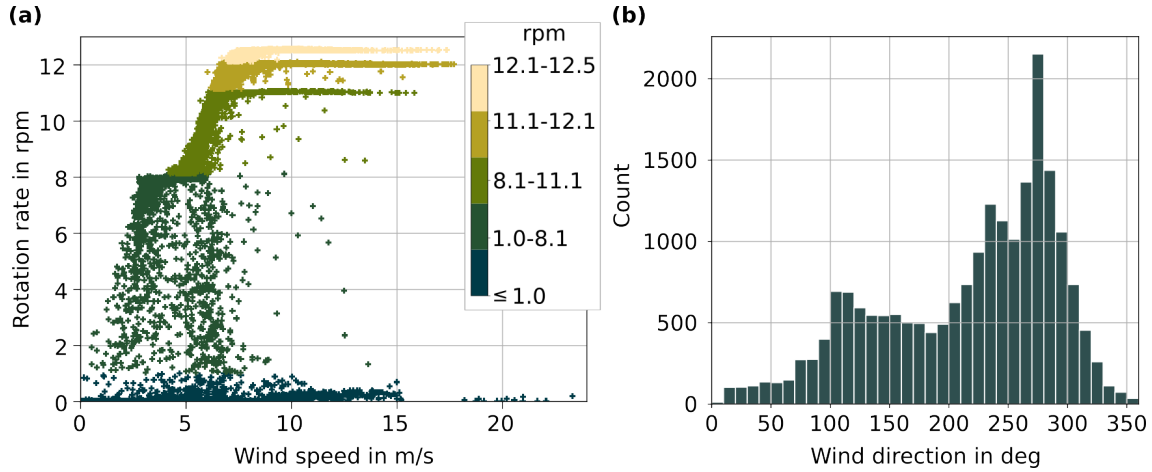 (a)
rpm
12.1-12.5
11.1-12.1
8.1-11.1
1.0-8.1
≤ 1.0
12
10
8
6
4
2
0
0 5 10 15 20
Rotation rate in rpm
Wind speed in m/s
(b)
2000
1500
1000
500
0
0 50 100 150 200 250 300 350
Count
Wind direction in deg